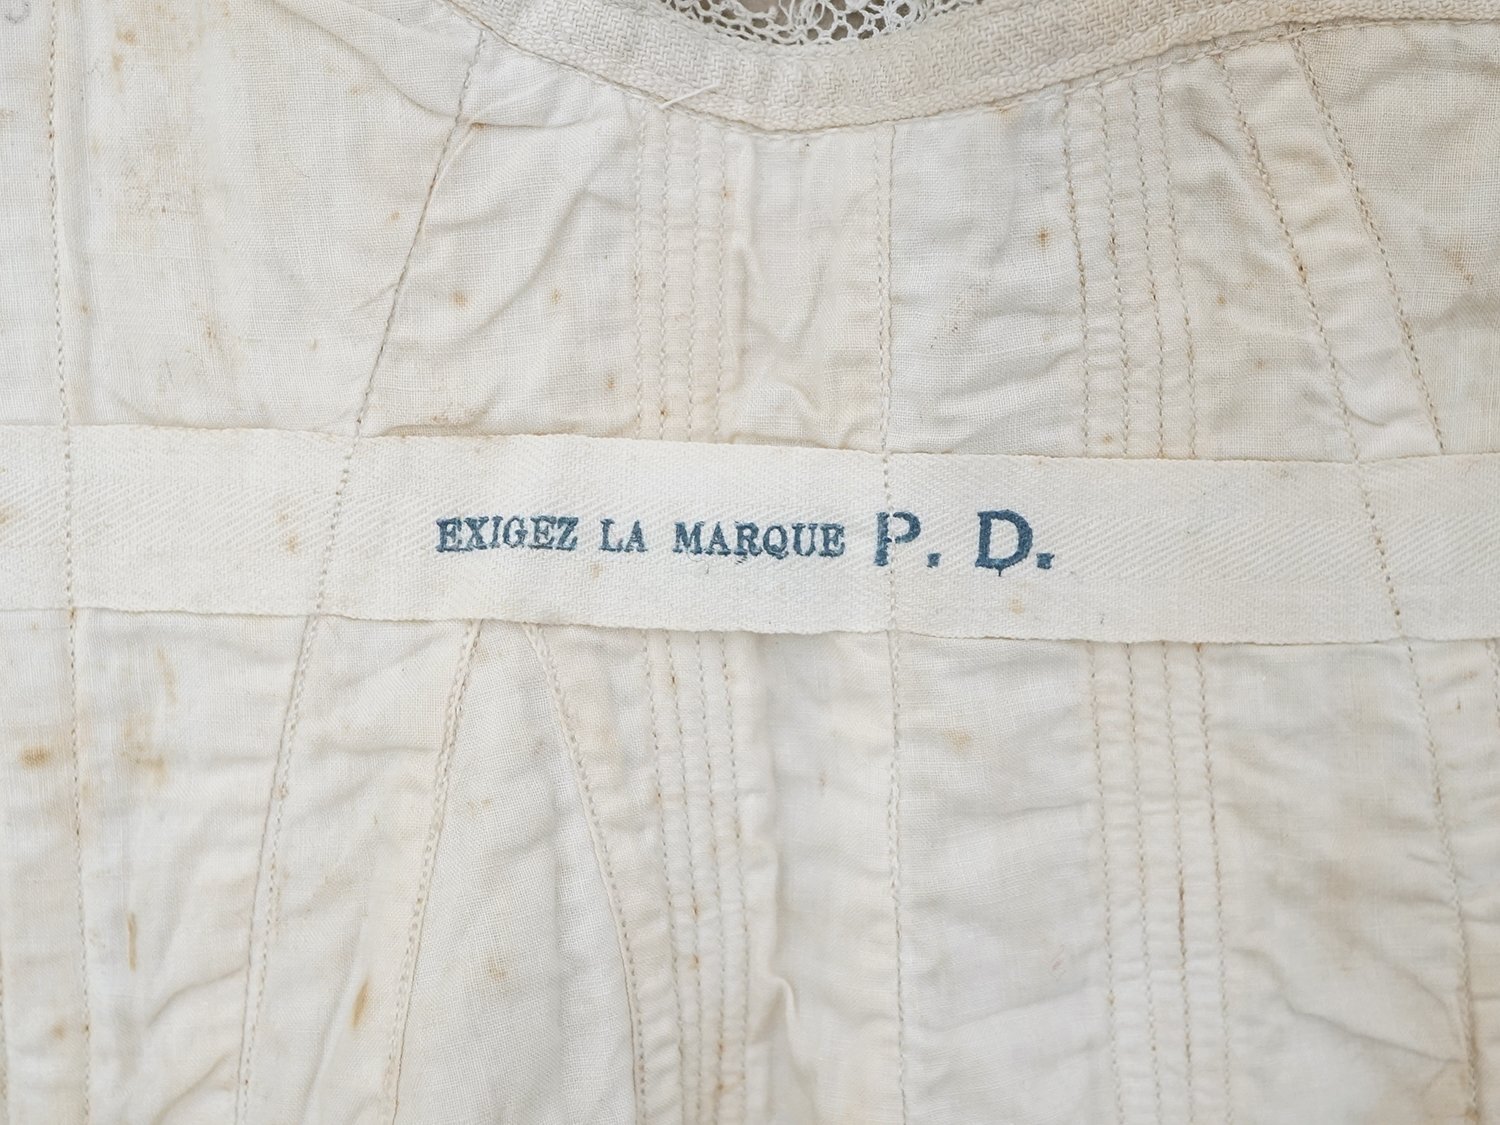 EXIGEZ LA MARQUE P. D.